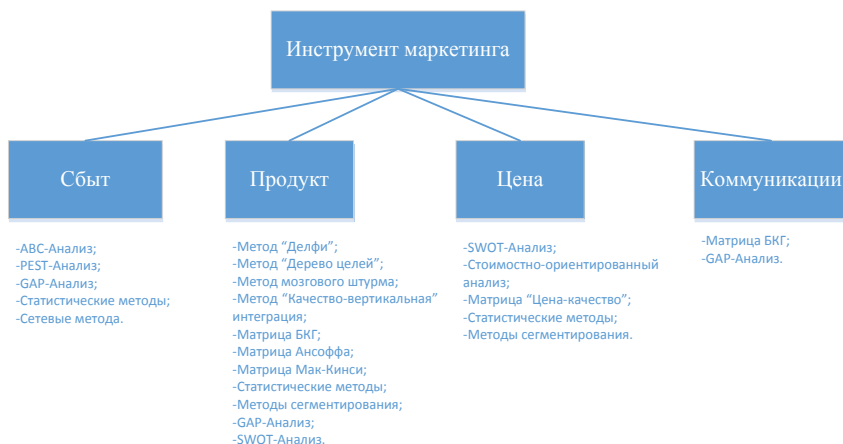 Инструмент маркетинга
Сбыт
-ABC-Анализ;
-PEST-Анализ;
-GAP-Анализ;
-Статистические методы;
-Сетевые метода.
Продукт
-Метод “Делфи”;
-Метод “Дерево целей”;
-Метод мозгового штурма;
-Метод “Качество-вертикальная”
интеграция;
-Матрица БКГ;
-Матрица Ансоффа;
-Матрица Мак-Кинси;
-Статистические методы;
-Методы сегментирования;
-GAP-Анализ;
-SWOT-Анализ.
Цена
-SWOT-Анализ;
-Стоимостно-ориентированный
анализ;
-Матрица “Цена-качество”;
-Статистические методы;
-Методы сегментирования.
Коммуникации
-Матрица БКГ;
-GAP-Анализ.